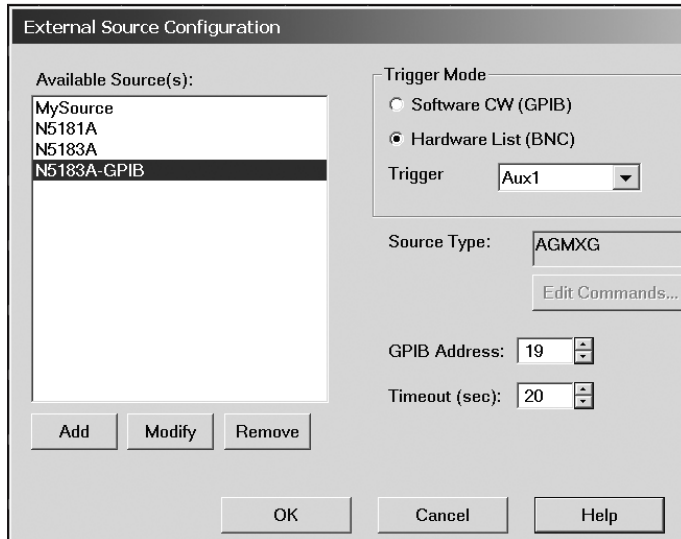 External Source Configuration
Available Source(s):
MySource
N5181A
N5183A
N5183A-GPIB
Add
Modify
Remove
Trigger Mode
Software CW (GPIB)
Hardware List (BNC)
Trigger
Aux1
Source Type:
AGMXG
Edit Commands...
GPIB Address:
19
Timeout (sec):
20
OK
Cancel
Help